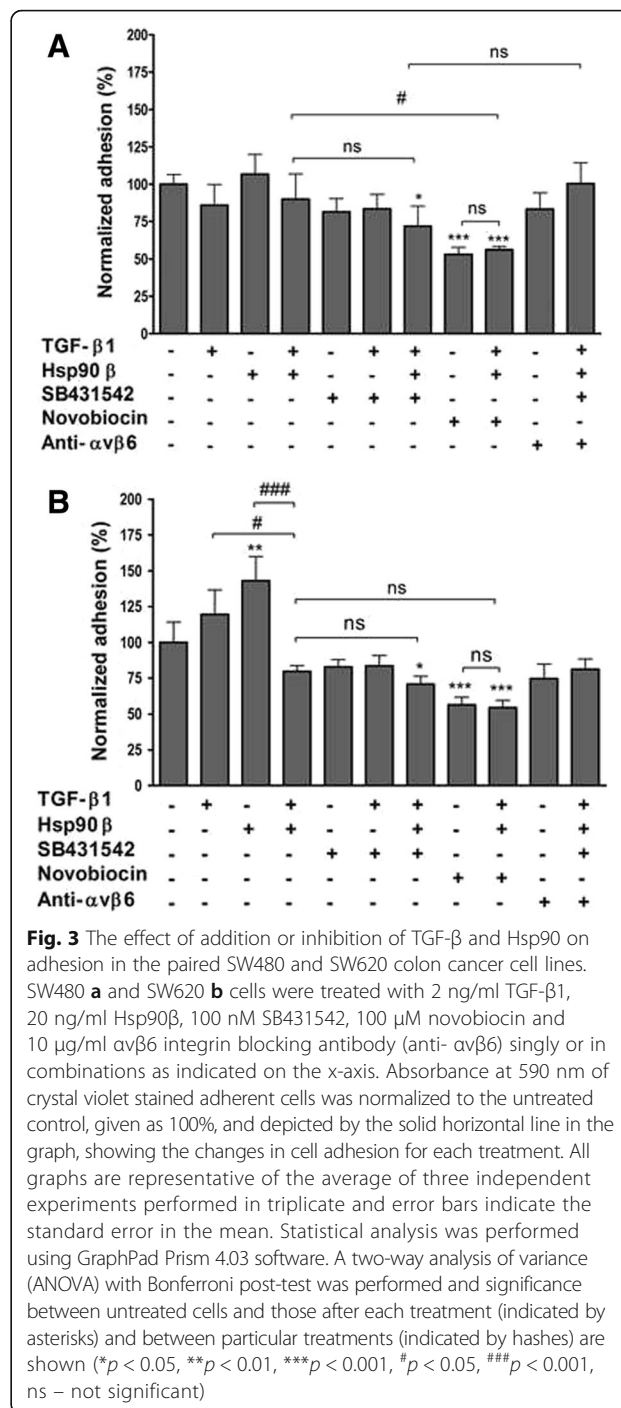 A
200
ns
175
150
#
125
ns
100
*
75
ns
*** ***
50
25
0
Normalized adhesion (%)
TGF-β1 - + - + - + + - + - +
Hsp90 β - - + + - - + - + - +
SB431542 - - - - + + + - - - +
Novobiocin - - - - - - - + + - -
Anti-αvβ6 - - - - - - - - - + +
B
###
200
#
175
**
150
ns
125
ns
100
*
ns
75
*** ***
50
25
0
Normalized adhesion (%)
TGF-β1 - + - + - + + - + - +
Hsp90 β - - + + - - + - + - +
SB431542 - - - - + + + - - - +
Novobiocin - - - - - - - + + - -
Anti-αvβ6 - - - - - - - - - + +
Fig. 3 The effect of addition or inhibition of TGF-β and Hsp90 on
adhesion in the paired SW480 and SW620 colon cancer cell lines.
SW480 a and SW620 b cells were treated with 2 ng/ml TGF-β1,
20 ng/ml Hsp90β, 100 nM SB431542, 100 μM novobiocin and
10 μg/ml αvβ6 integrin blocking antibody (anti- αvβ6) singly or in
combinations as indicated on the x-axis. Absorbance at 590 nm of
crystal violet stained adherent cells was normalized to the untreated
control, given as 100%, and depicted by the solid horizontal line in the
graph, showing the changes in cell adhesion for each treatment. All
graphs are representative of the average of three independent
experiments performed in triplicate and error bars indicate the
standard error in the mean. Statistical analysis was performed
using GraphPad Prism 4.03 software. A two-way analysis of variance
(ANOVA) with Bonferroni post-test was performed and significance
between untreated cells and those after each treatment (indicated by
asterisks) and between particular treatments (indicated by hashes) are
shown (*p < 0.05, **p < 0.01, ***p < 0.001, #p < 0.05, ###p < 0.001,
ns – not significant)